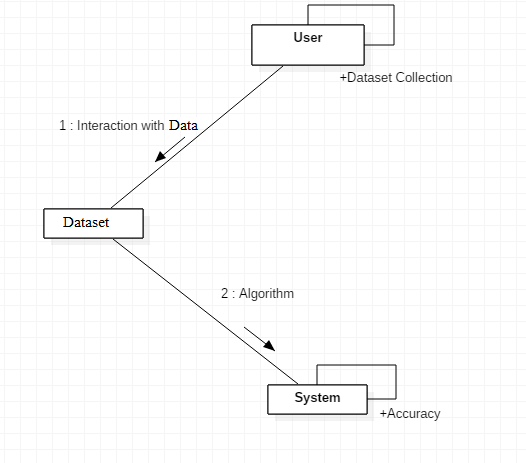 User
+Dataset Collection
1 : Interaction with Data
Dataset
2 : Algorithm
System
+Accuracy